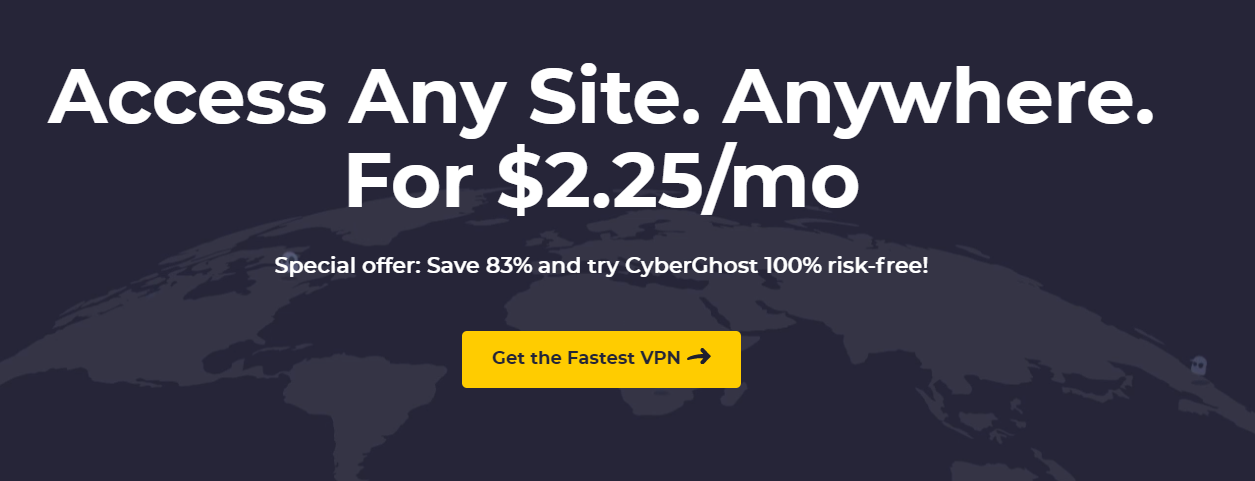 Access Any Site. Anywhere.
For $2.25/mo
Special offer: Save 83% and try CyberGhost 100% risk-free!
Get the Fastest VPN